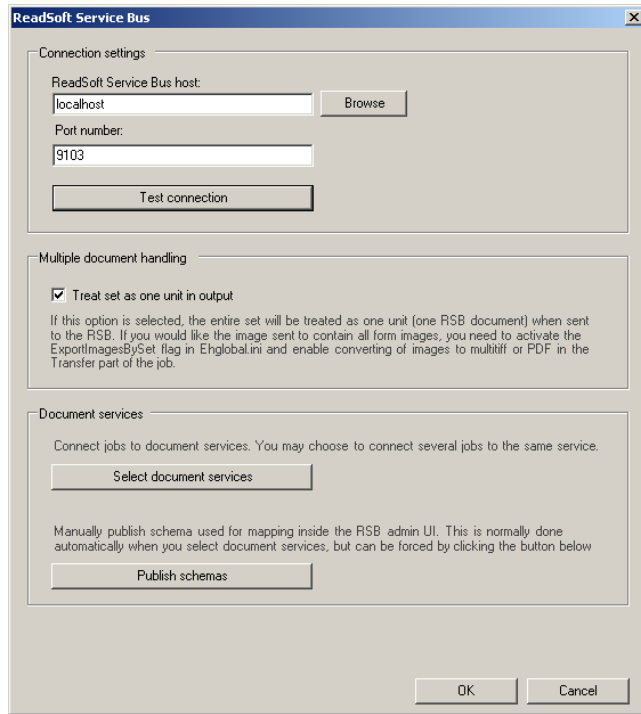 ReadSoft Service Bus
Connection settings
ReadSoft Service Bus host:
localhost
Browse
Port number:
9103
Test connection
Multiple document handling
Treat set as one unit in output
If this option is selected, the entire set will be treated as one unit (one RSB document) when sent
to the RSB. If you would like the image sent to contain all form images, you need to activate the
ExportImagesBySet flag in Ehglobal.ini and enable converting of images to multitiff or PDF in the
Transfer part of the job.
Document services
Connect jobs to document services. You may choose to connect several jobs to the same service.
Select document services
Manually publish schema used for mapping inside the RSB admin UI. This is normally done
automatically when you select document services, but can be forced by clicking the button below
Publish schemas
OK
Cancel